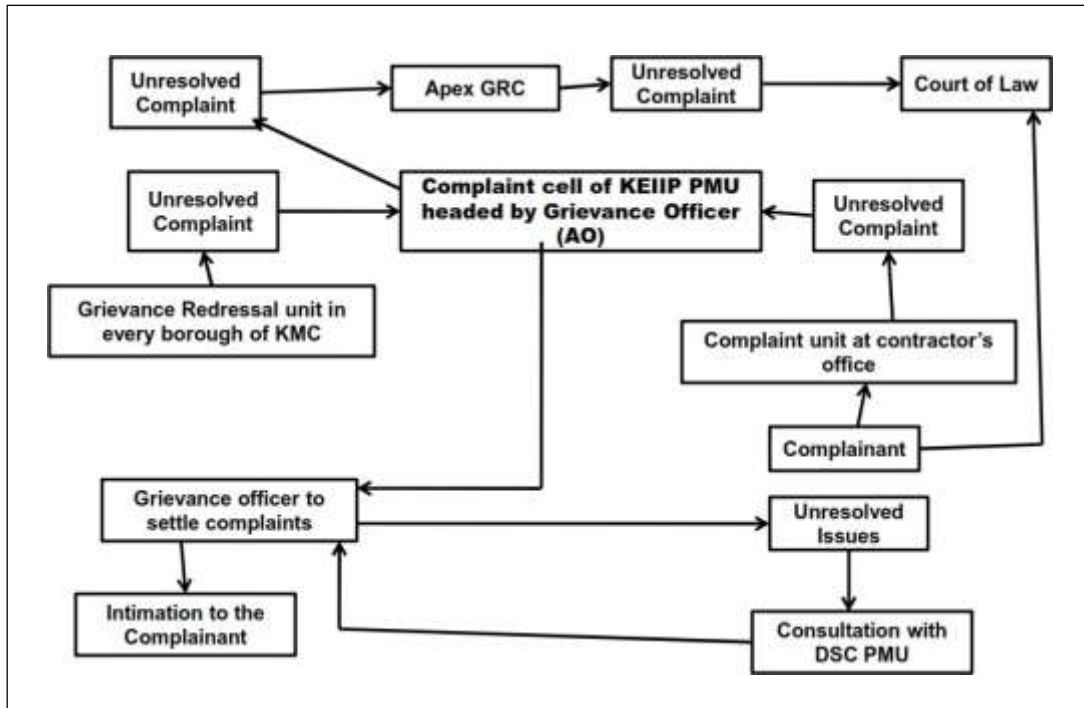 Unresolved
Complaint
Apex GRC
Unresolved
Complaint
Court of Law
Unresolved
Complaint
Complaint cell of KEIIP PMU
headed by Grievance Officer
(AO)
Unresolved
Complaint
Grievance Redressal unit in
every borough of KMC
Complaint unit at contractor's
office
Complainant
Grievance officer to
settle complaints
Unresolved
Issues
Intimation to the
Complainant
Consultation with
DSC PMU